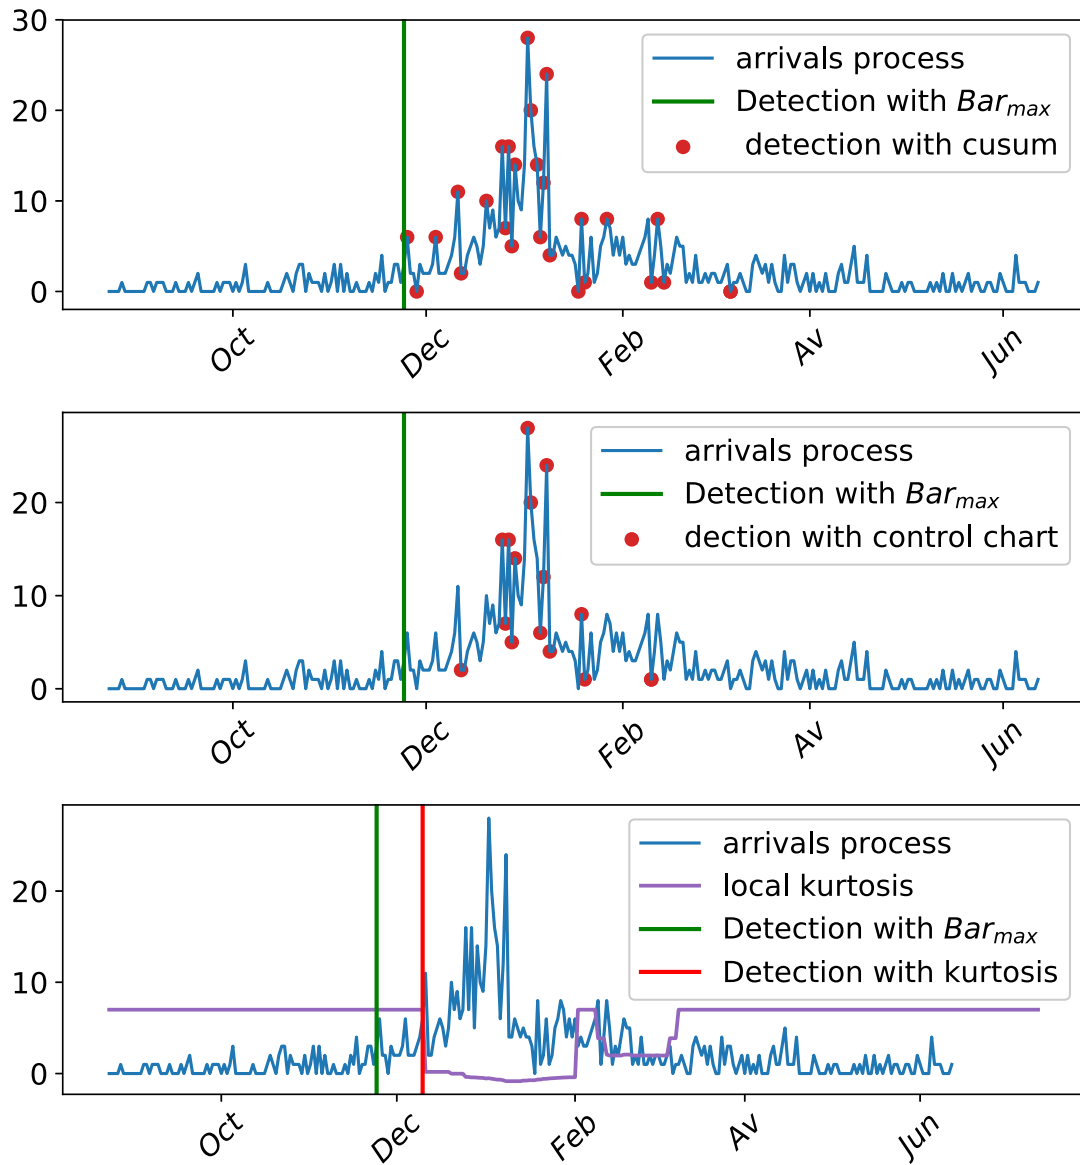 30
20
10
0
arrivals process
Detection with Bar_max
detection with cusum
Oct
Dec
Feb
Av
Jun
20
10
0
arrivals process
Detection with Bar_max
dection with control chart
Oct
Dec
Feb
Av
Jun
20
10
0
arrivals process
local kurtosis
Detection with Bar_max
Detection with kurtosis
Oct
Dec
Feb
Av
Jun